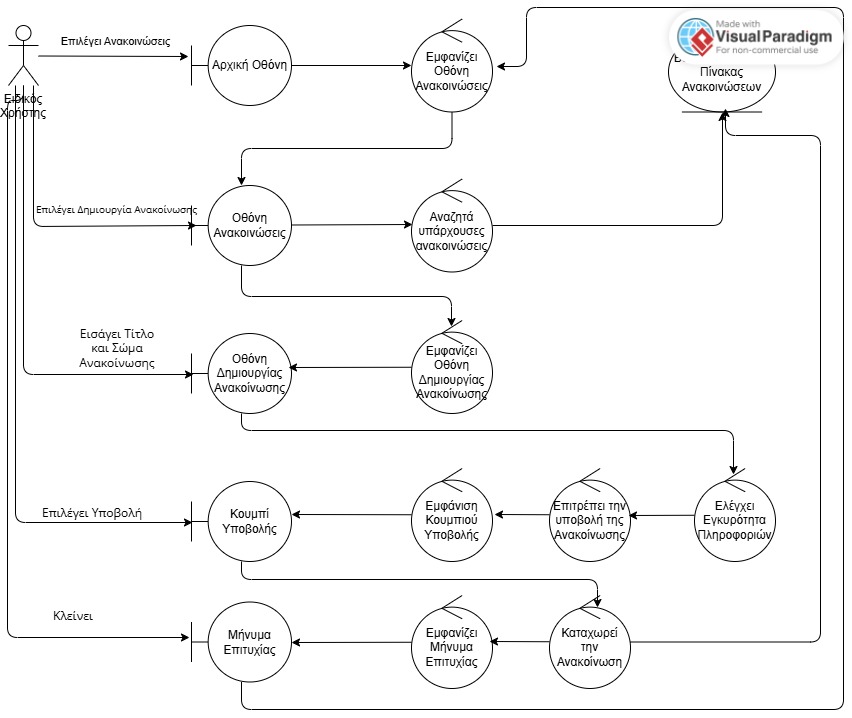 Επιλέγει Ανακοινώσεις
Αρχική Οθόνη
Εμφανίζει
Οθόνη
Ανακοινώσεις
Made with
VisualParadigm
For non-commercial use
Πίνακας
Ανακοινώσεων
Ειδικός
Χρήστης
Επιλέγει Δημιουργία Ανακοίνωσης
Οθόνη
Ανακοινώσεις
Αναζητά
υπάρχουσες
ανακοινώσεις
Εισάγει Τίτλο
και Σώμα
Ανακοίνωσης
Οθόνη
Δημιουργίας
Ανακοίνωσης
Εμφανίζει
Οθόνη
Δημιουργίας
Ανακοίνωσης
Επιλέγει Υποβολή
Κουμπί
Υποβολής
Εμφάνιση
Κουμπιού
Υποβολής
Επιτρέπει την
υποβολή της
Ανακοίνωσης
Ελέγχει
Εγκυρότητα
Πληροφοριών
Κλείνει
Μήνυμα
Επιτυχίας
Εμφανίζει
Μήνυμα
Επιτυχίας
Καταχωρεί
την
Ανακοίνωση